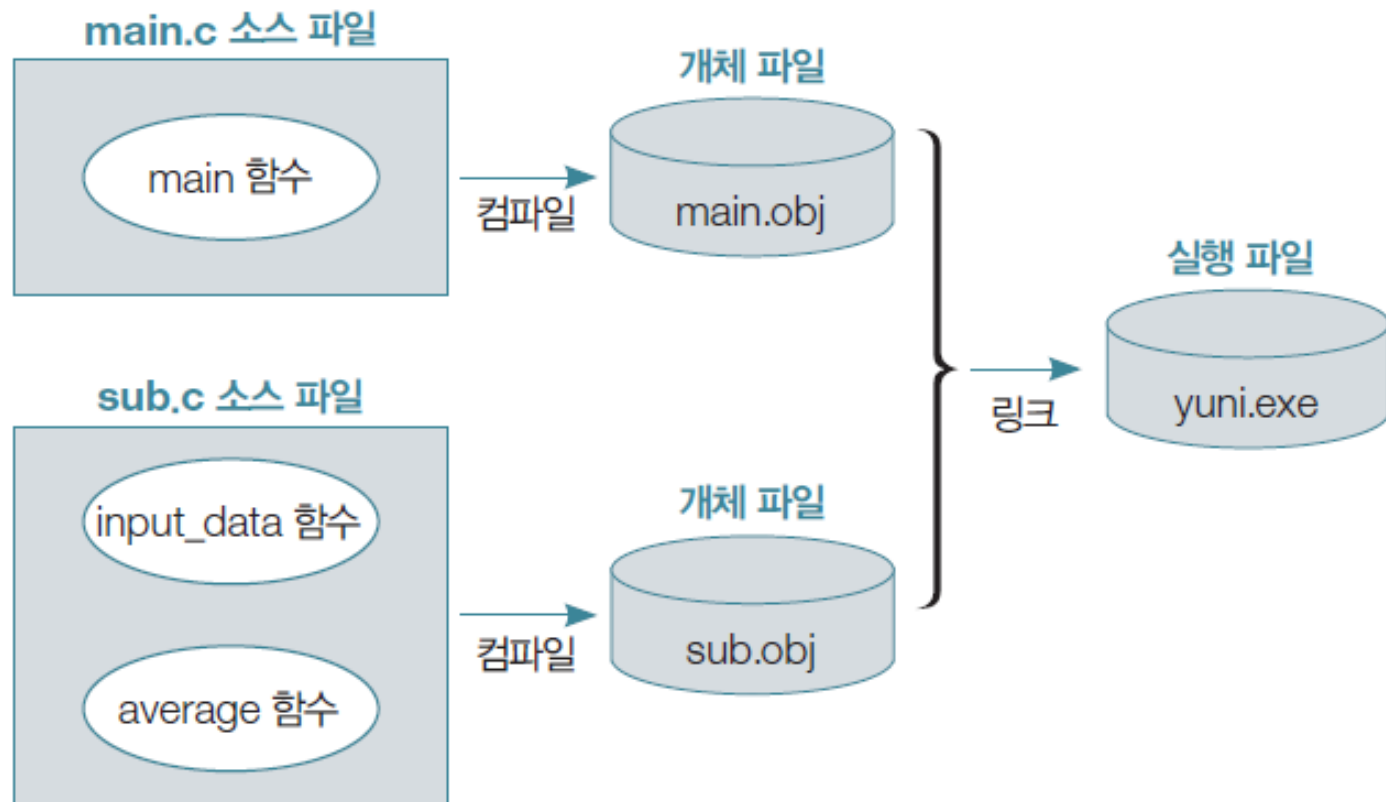 main.c 소스 파일
main 함수
컴파일
개체 파일
main.obj
sub.c 소스 파일
input_data 함수
average 함수
컴파일
개체 파일
sub.obj
링크
실행 파일
yuni.exe